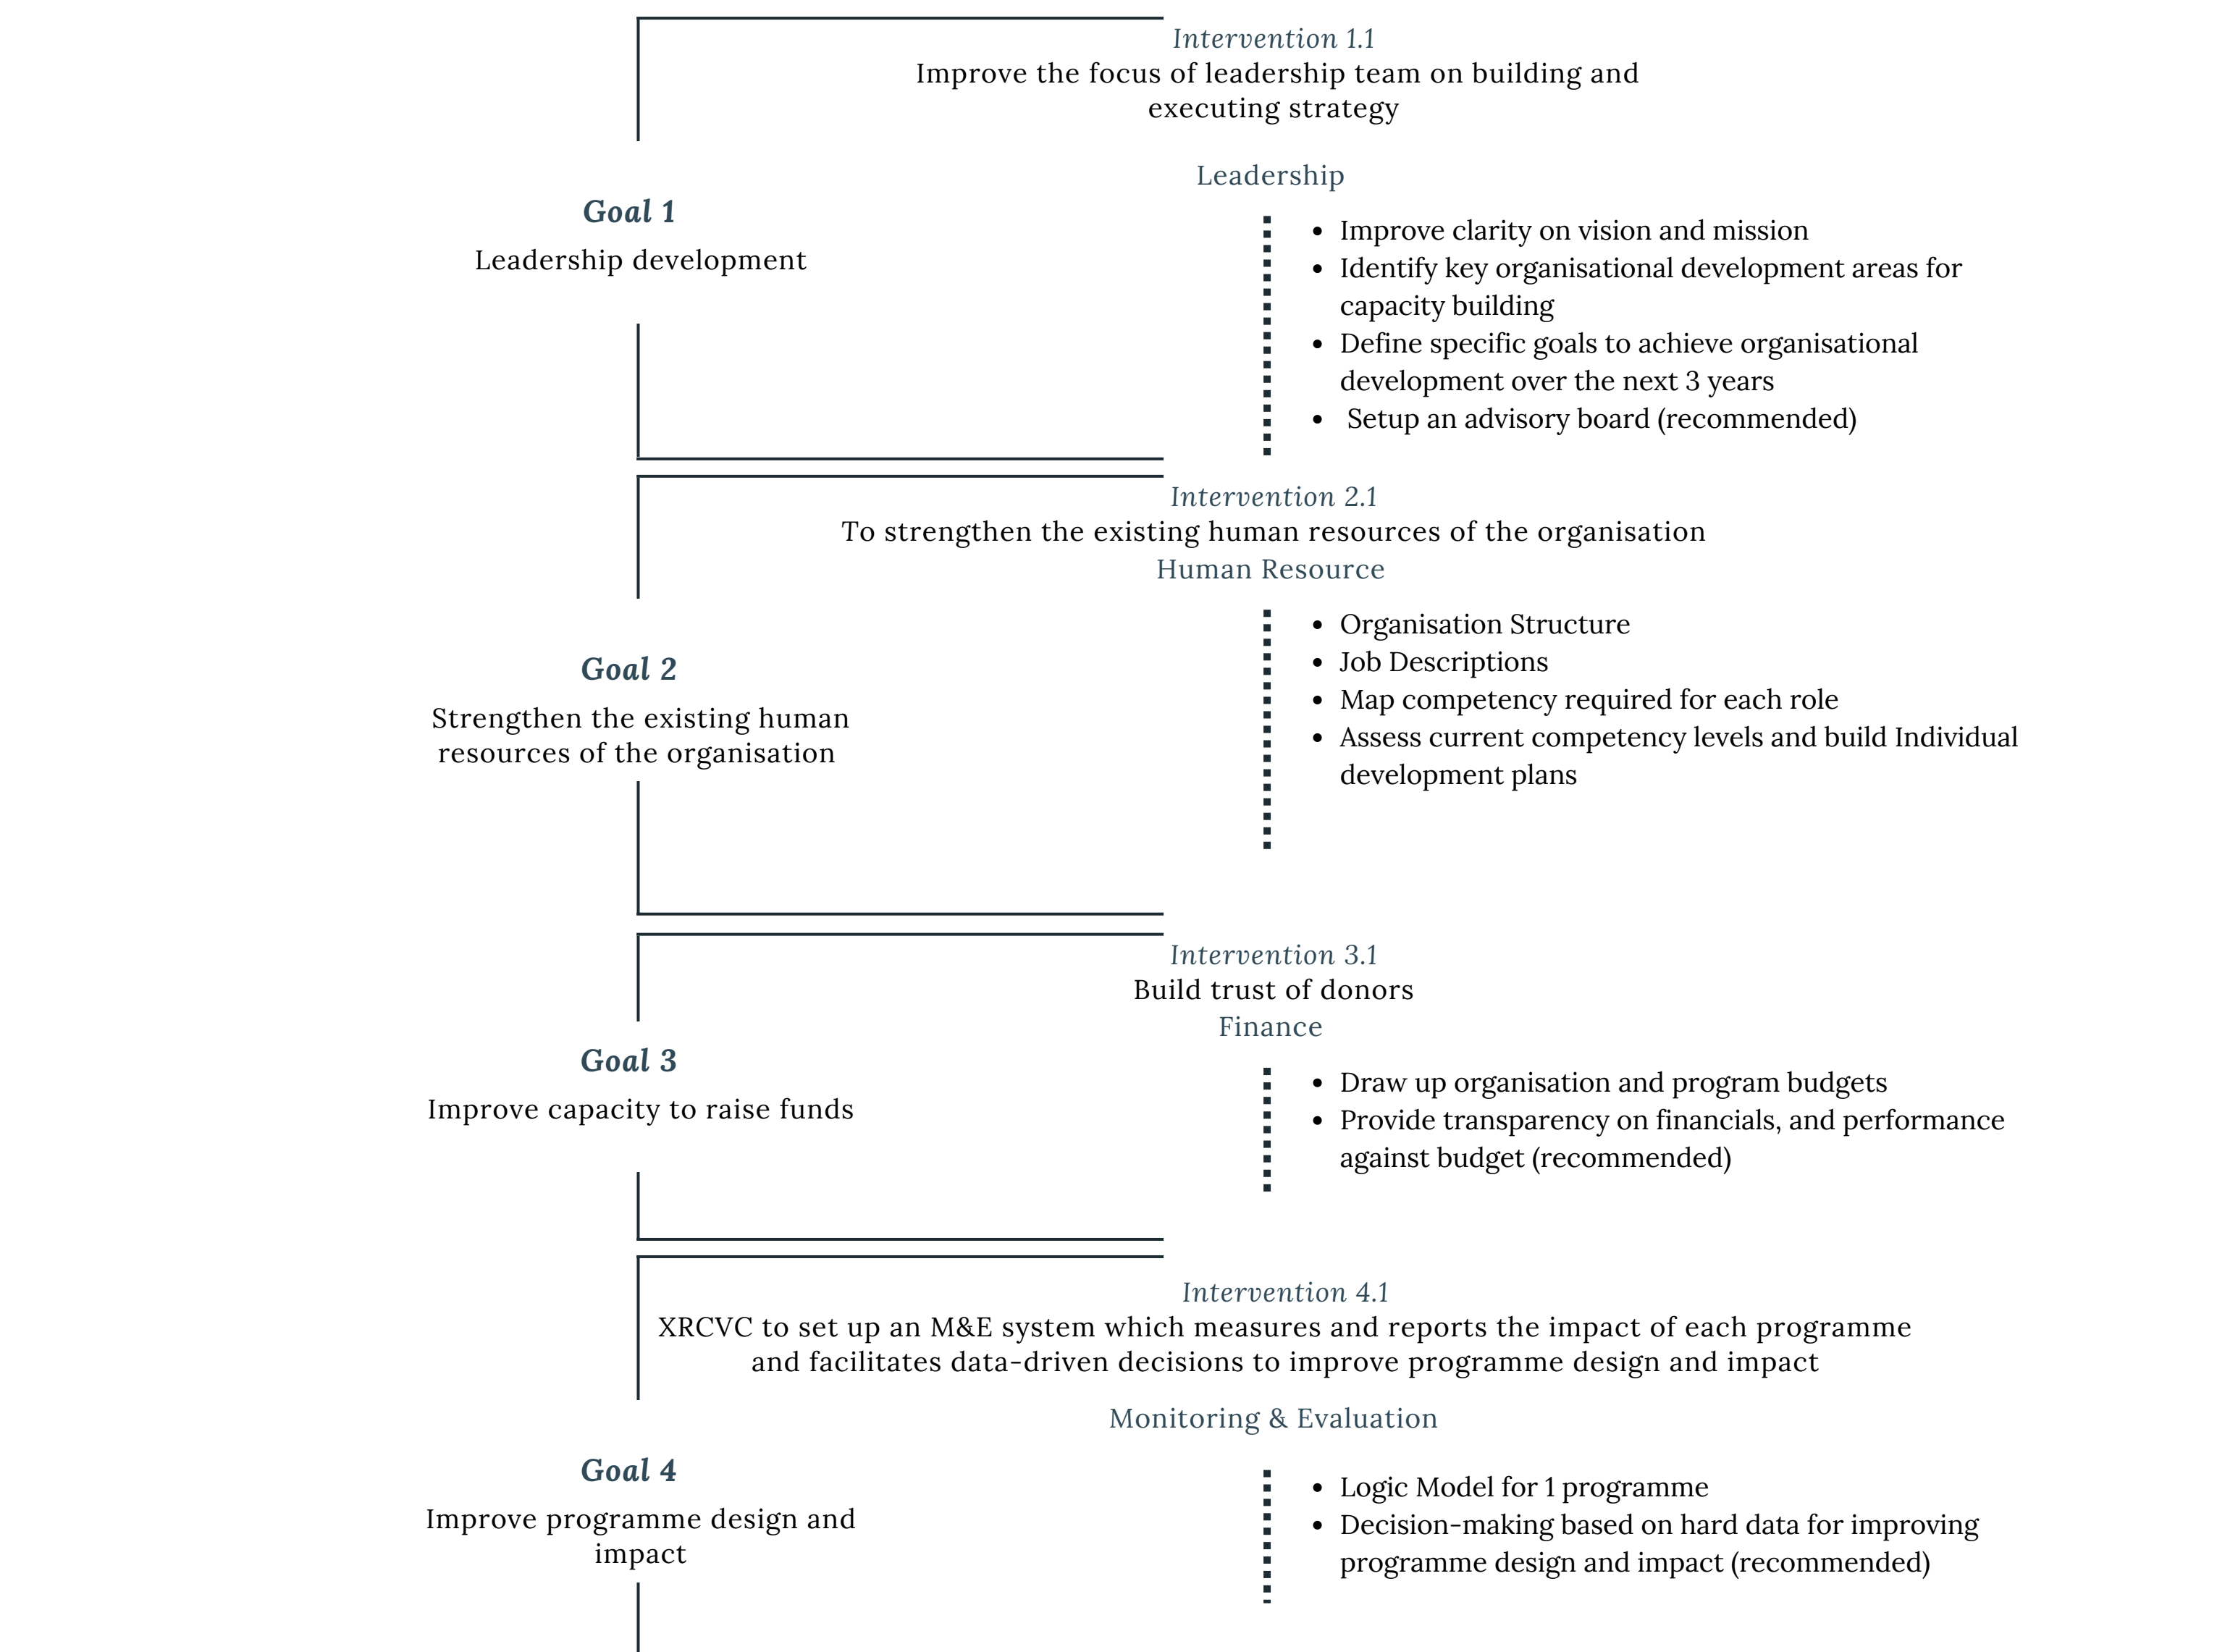 Intervention 1.1
Improve the focus of leadership team on building and
executing strategy
Goal 1
Leadership development
Leadership
• Improve clarity on vision and mission
• Identify key organisational development areas for
capacity building
• Define specific goals to achieve organisational
development over the next 3 years
• Setup an advisory board (recommended)
Intervention 2.1
To strengthen the existing human resources of the organisation
Goal 2
Strengthen the existing human
resources of the organisation
Human Resource
• Organisation Structure
• Job Descriptions
• Map competency required for each role
• Assess current competency levels and build Individual
development plans
Intervention 3.1
Build trust of donors
Goal 3
Improve capacity to raise funds
Finance
• Draw up organisation and program budgets
• Provide transparency on financials, and performance
against budget (recommended)
Intervention 4.1
XRCVC to set up an M&E system which measures and reports the impact of each programme
and facilitates data-driven decisions to improve programme design and impact
Goal 4
Improve programme design and
impact
Monitoring & Evaluation
• Logic Model for 1 programme
• Decision-making based on hard data for improving
programme design and impact (recommended)